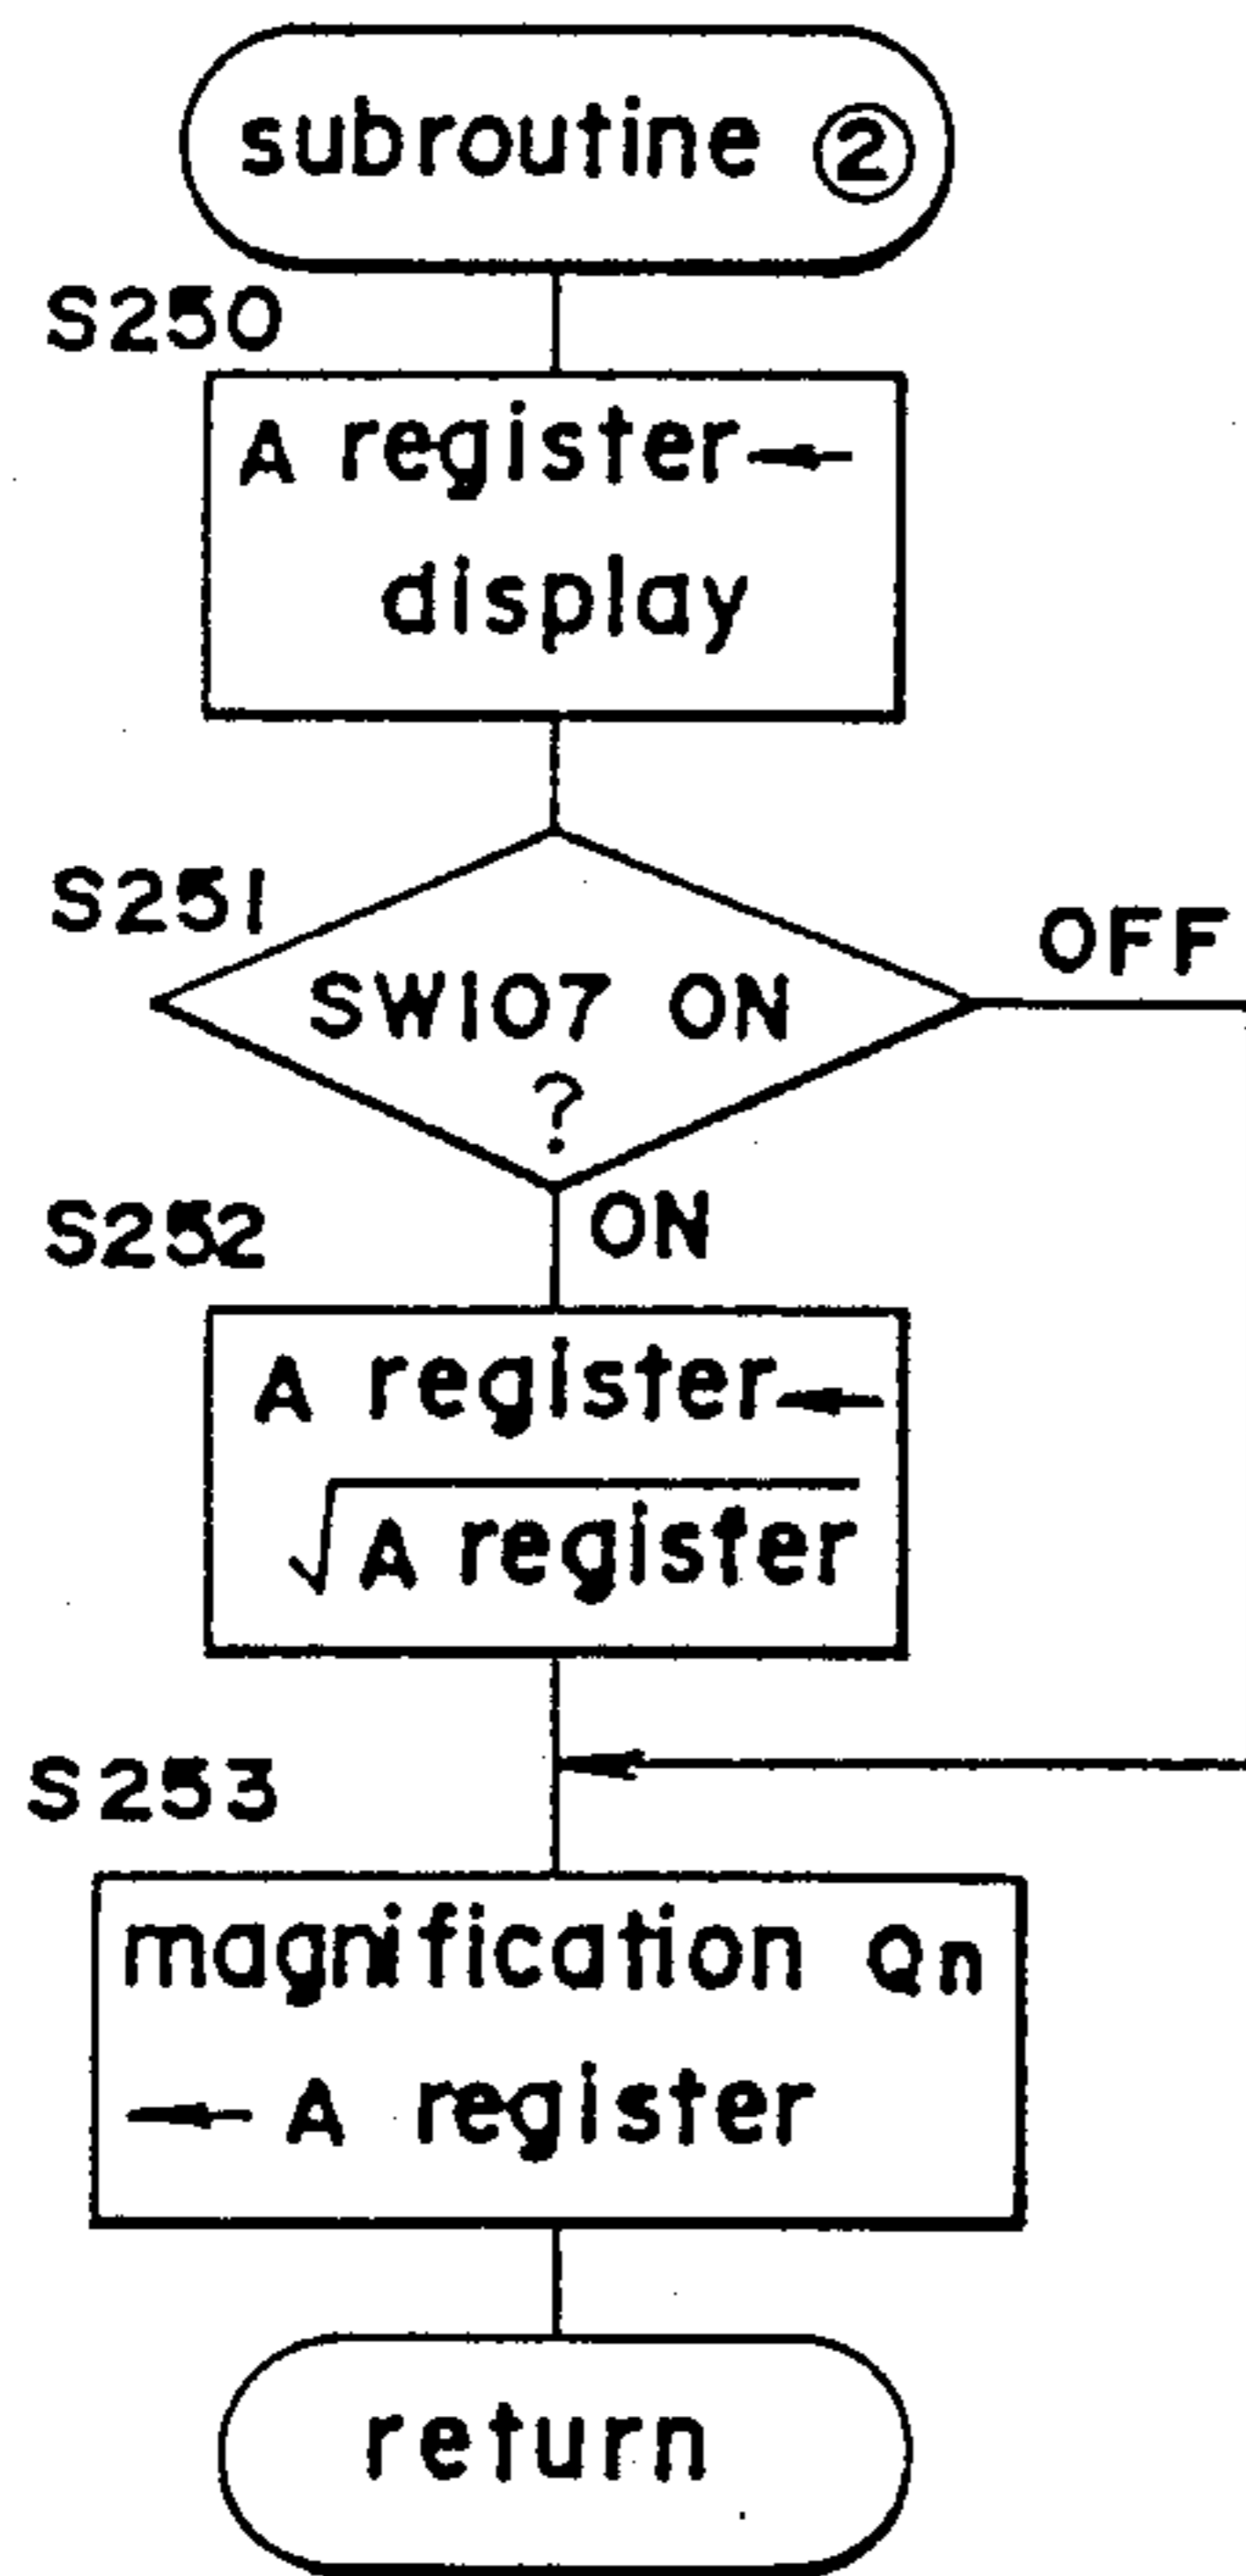 subroutine ②
S250
A register ←
display
S251
SW107 ON
?
OFF
S252
ON
A register ←
√A register
S253
magnification Qn
← A register
return